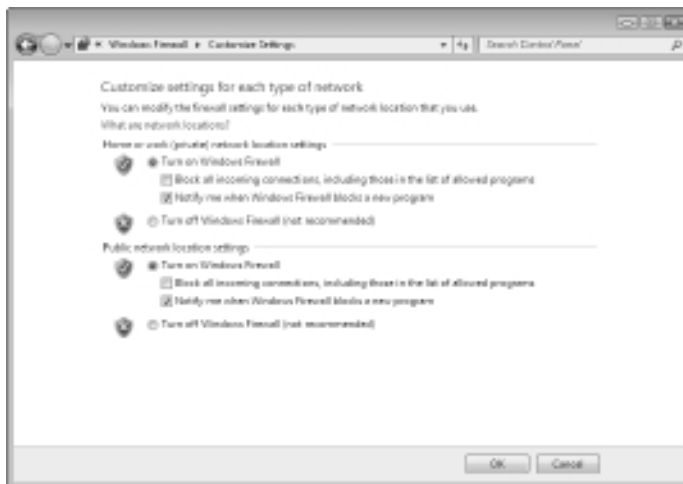 Windows Firewall ▸ Customize Settings
Search Control Panel
Customize settings for each type of network
You can modify the firewall settings for each type of network location that you use.
What are network locations?
Home or work (private) network location settings
Turn on Windows Firewall
Block all incoming connections, including those in the list of allowed programs
Notify me when Windows Firewall blocks a new program
Turn off Windows Firewall (not recommended)
Public network location settings
Turn on Windows Firewall
Block all incoming connections, including those in the list of allowed programs
Notify me when Windows Firewall blocks a new program
Turn off Windows Firewall (not recommended)
OK
Cancel